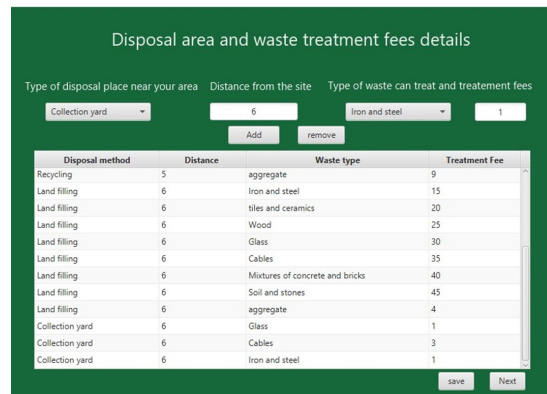 Disposal area and waste treatment fees details
Type of disposal place near your area Distance from the site Type of waste can treat and treatement fees
Collection yard 6 Iron and steel 1
Add remove
Disposal method Distance Waste type Treatment Fee
Recycling 5 aggregate 9
Land filling 6 Iron and steel 15
Land filling 6 tiles and ceramics 20
Land filling 6 Wood 25
Land filling 6 Glass 30
Land filling 6 Cables 35
Land filling 6 Mixtures of concrete and bricks 40
Land filling 6 Soil and stones 45
Land filling 6 aggregate 4
Collection yard 6 Glass 1
Collection yard 6 Cables 3
Collection yard 6 Iron and steel 1
save Next